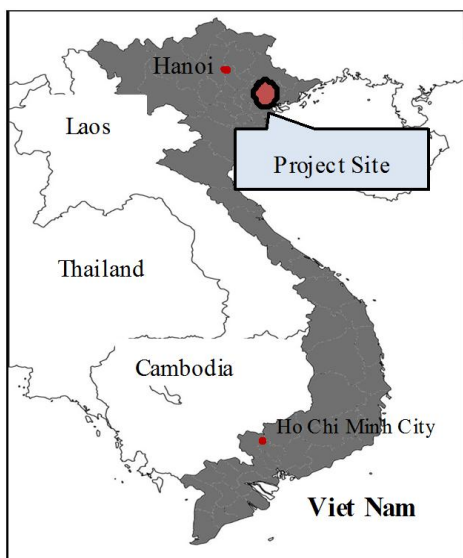 Hanoi
Laos
Project Site
Thailand
Cambodia
Ho Chi Minh City
Viet Nam